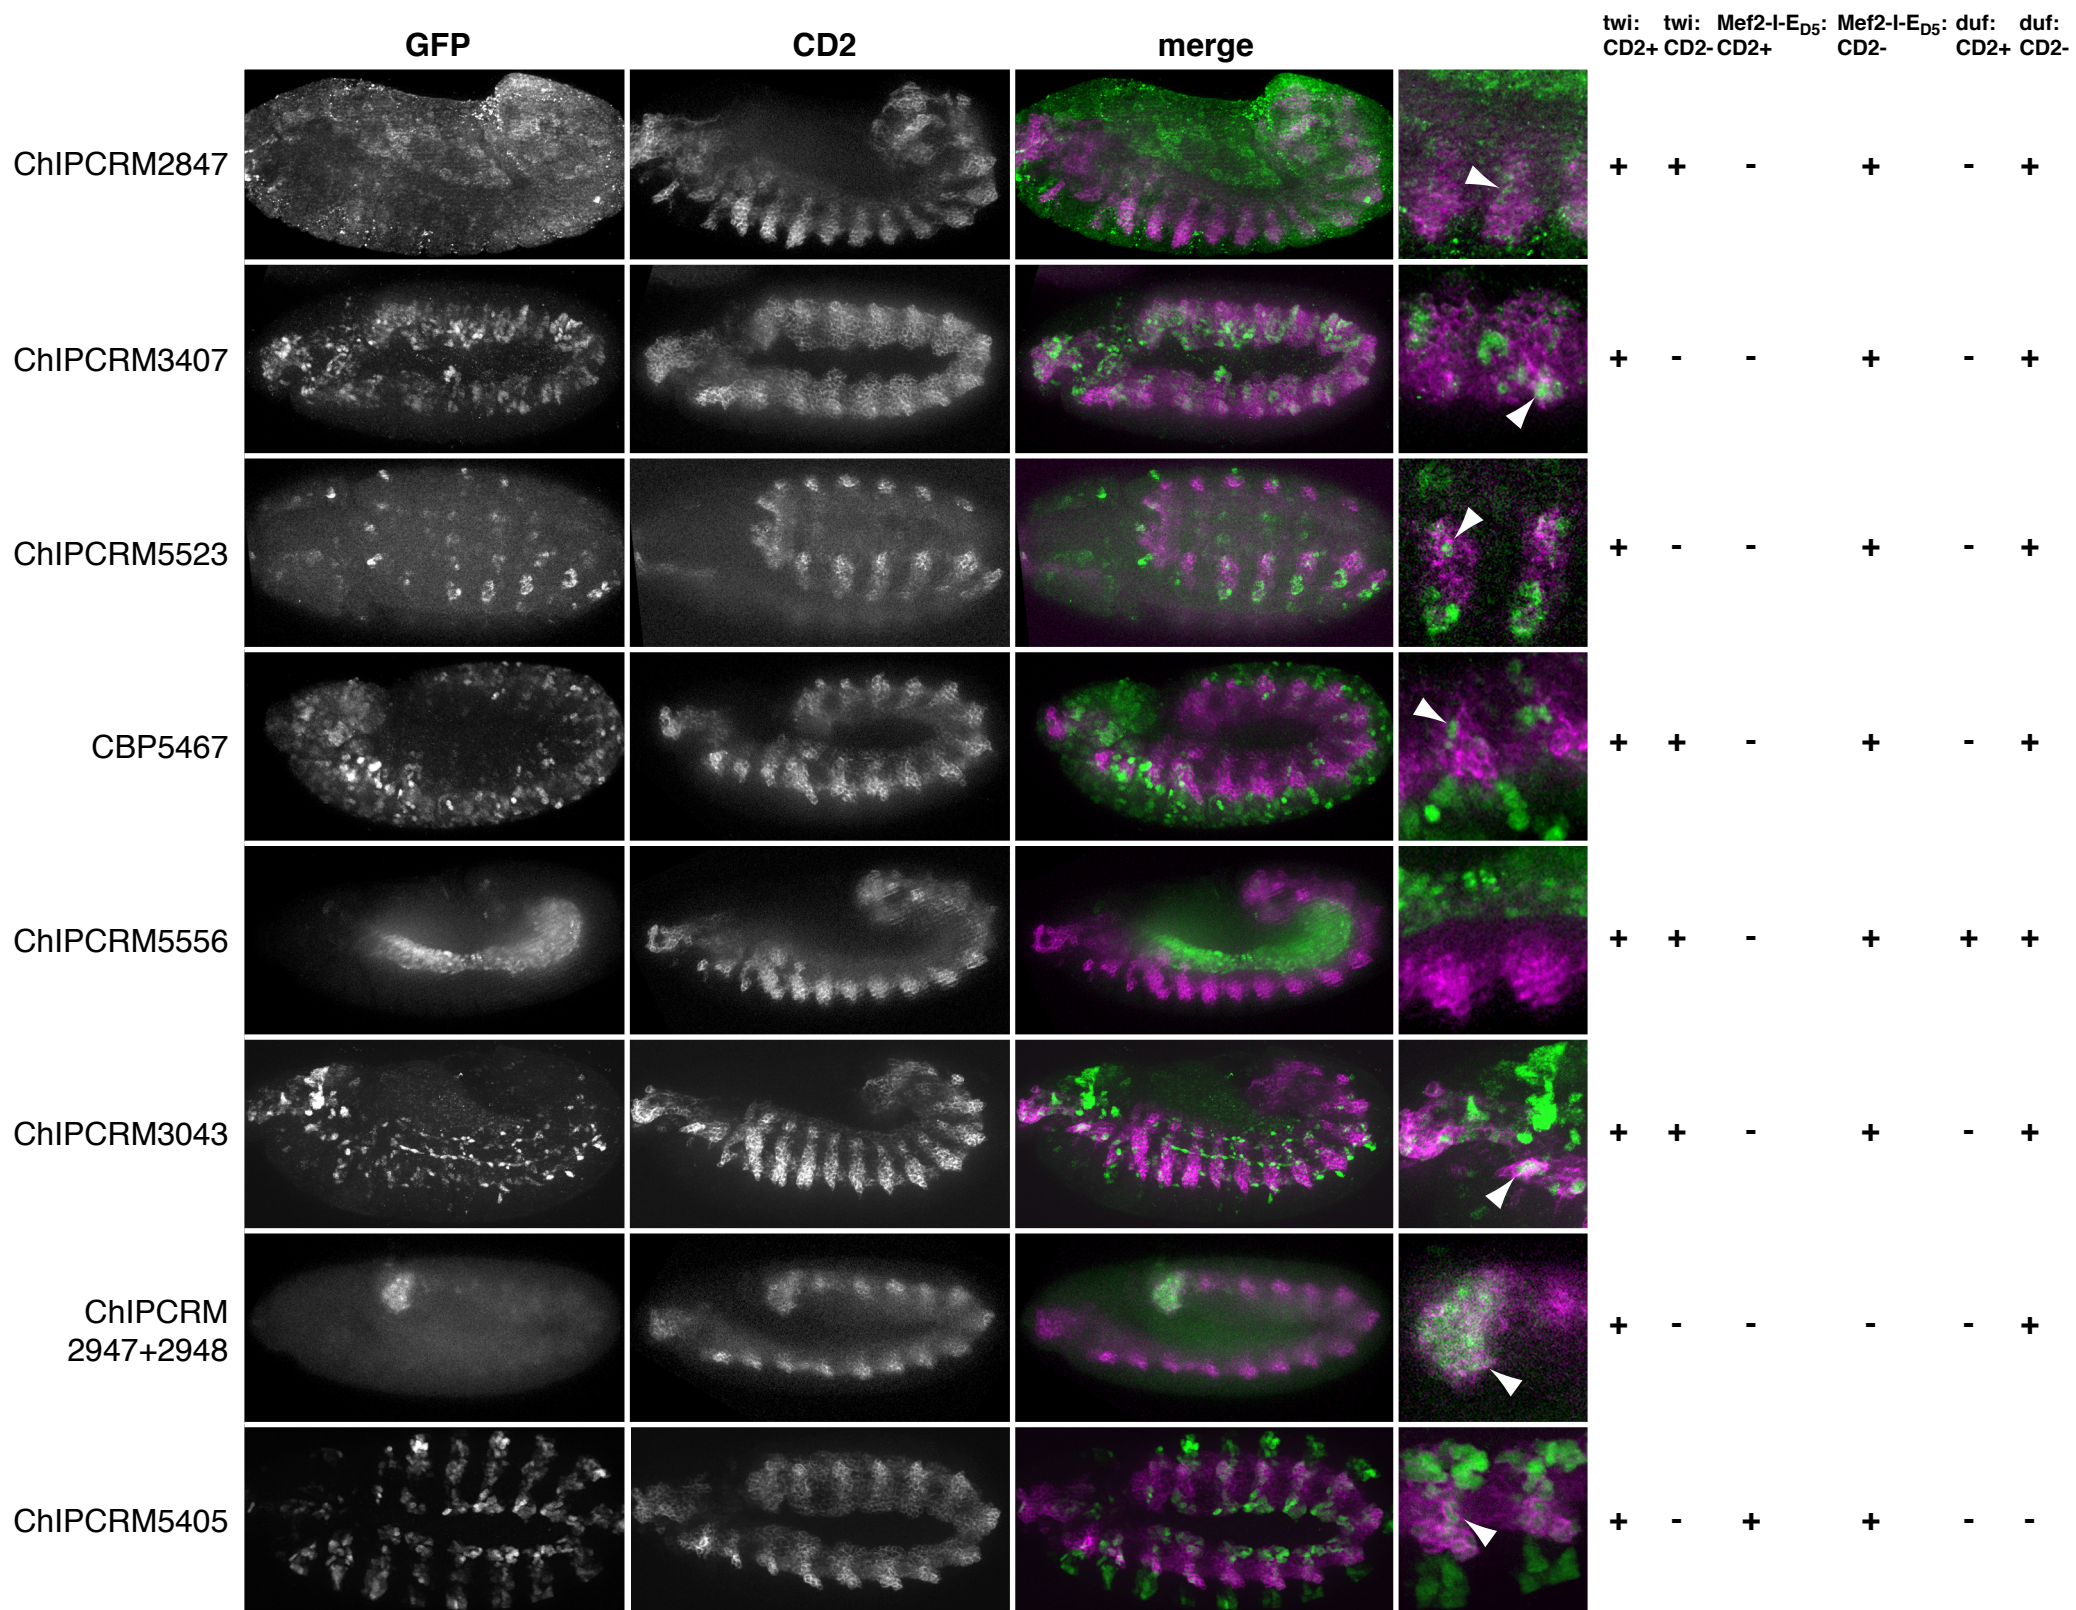 GFP CD2 merge twi: twi: Mef2-I-ED5: Mef2-I-ED5: duf: duf:
CD2+ CD2- CD2+ CD2- CD2+ CD2-
ChIPCRM2847 + + - + - +
ChIPCRM3407 + - - + - +
ChIPCRM5523 + - - + - +
CBP5467 + + - + - +
ChIPCRM5556 + + - + + +
ChIPCRM3043 + + - + - +
ChIPCRM
2947+2948 + - - - - +
ChIPCRM5405 + - + + - -